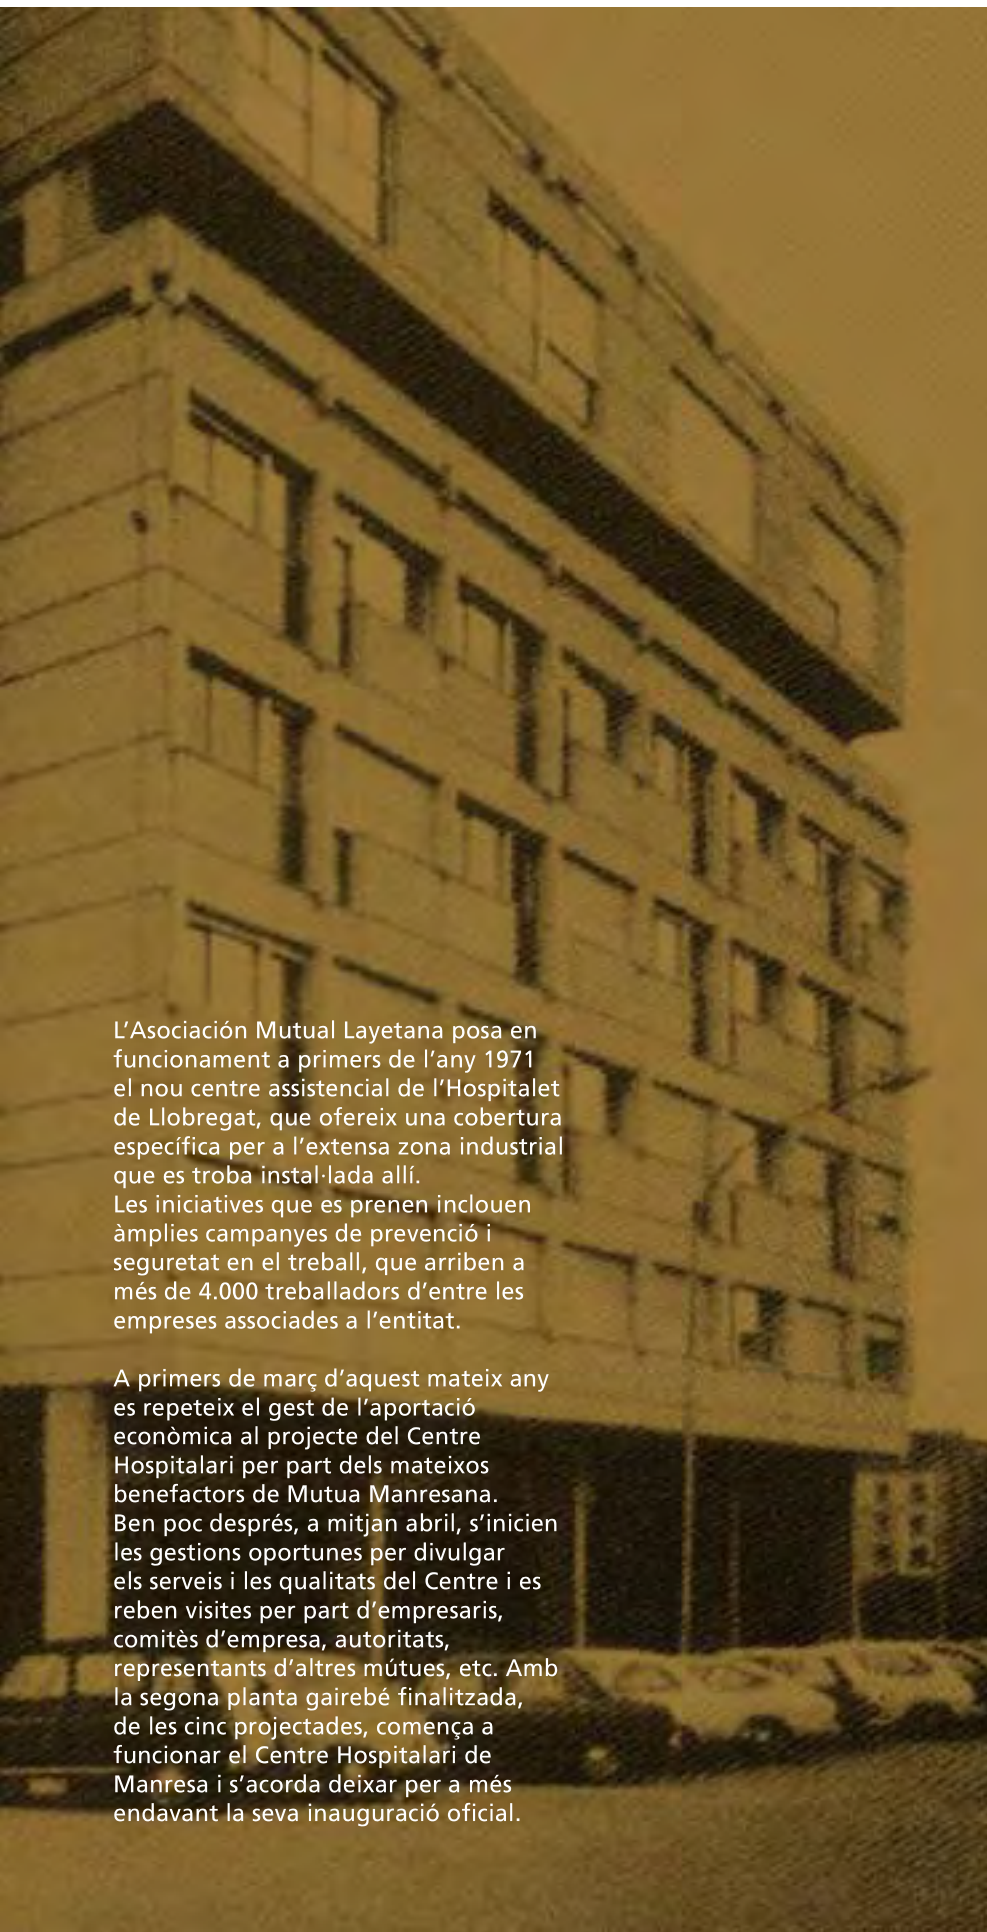 L’Asociación Mutual Layetana posa en
funcionament a primers de l’any 1971
el nou centre assistencial de l’Hospitalet
de Llobregat, que ofereix una cobertura
específica per a l’extensa zona industrial
que es troba instal·lada allí.
Les iniciatives que es prenen inclouen
àmplies campanyes de prevenció i
seguretat en el treball, que arriben a
més de 4.000 treballadors d’entre les
empreses associades a l’entitat.

A primers de març d’aquest mateix any
es repeteix el gest de l’aportació
econòmica al projecte del Centre
Hospitalari per part dels mateixos
benefactors de Mutua Manresana.
Ben poc després, a mitjan abril, s’inicien
les gestions oportunes per divulgar
els serveis i les qualitats del Centre i es
reben visites per part d’empresaris,
comitès d’empresa, autoritats,
representants d’altres mútues, etc. Amb
la segona planta gairebé finalitzada,
de les cinc projectades, comença a
funcionar el Centre Hospitalari de
Manresa i s’acorda deixar per a més
endavant la seva inauguració oficial.